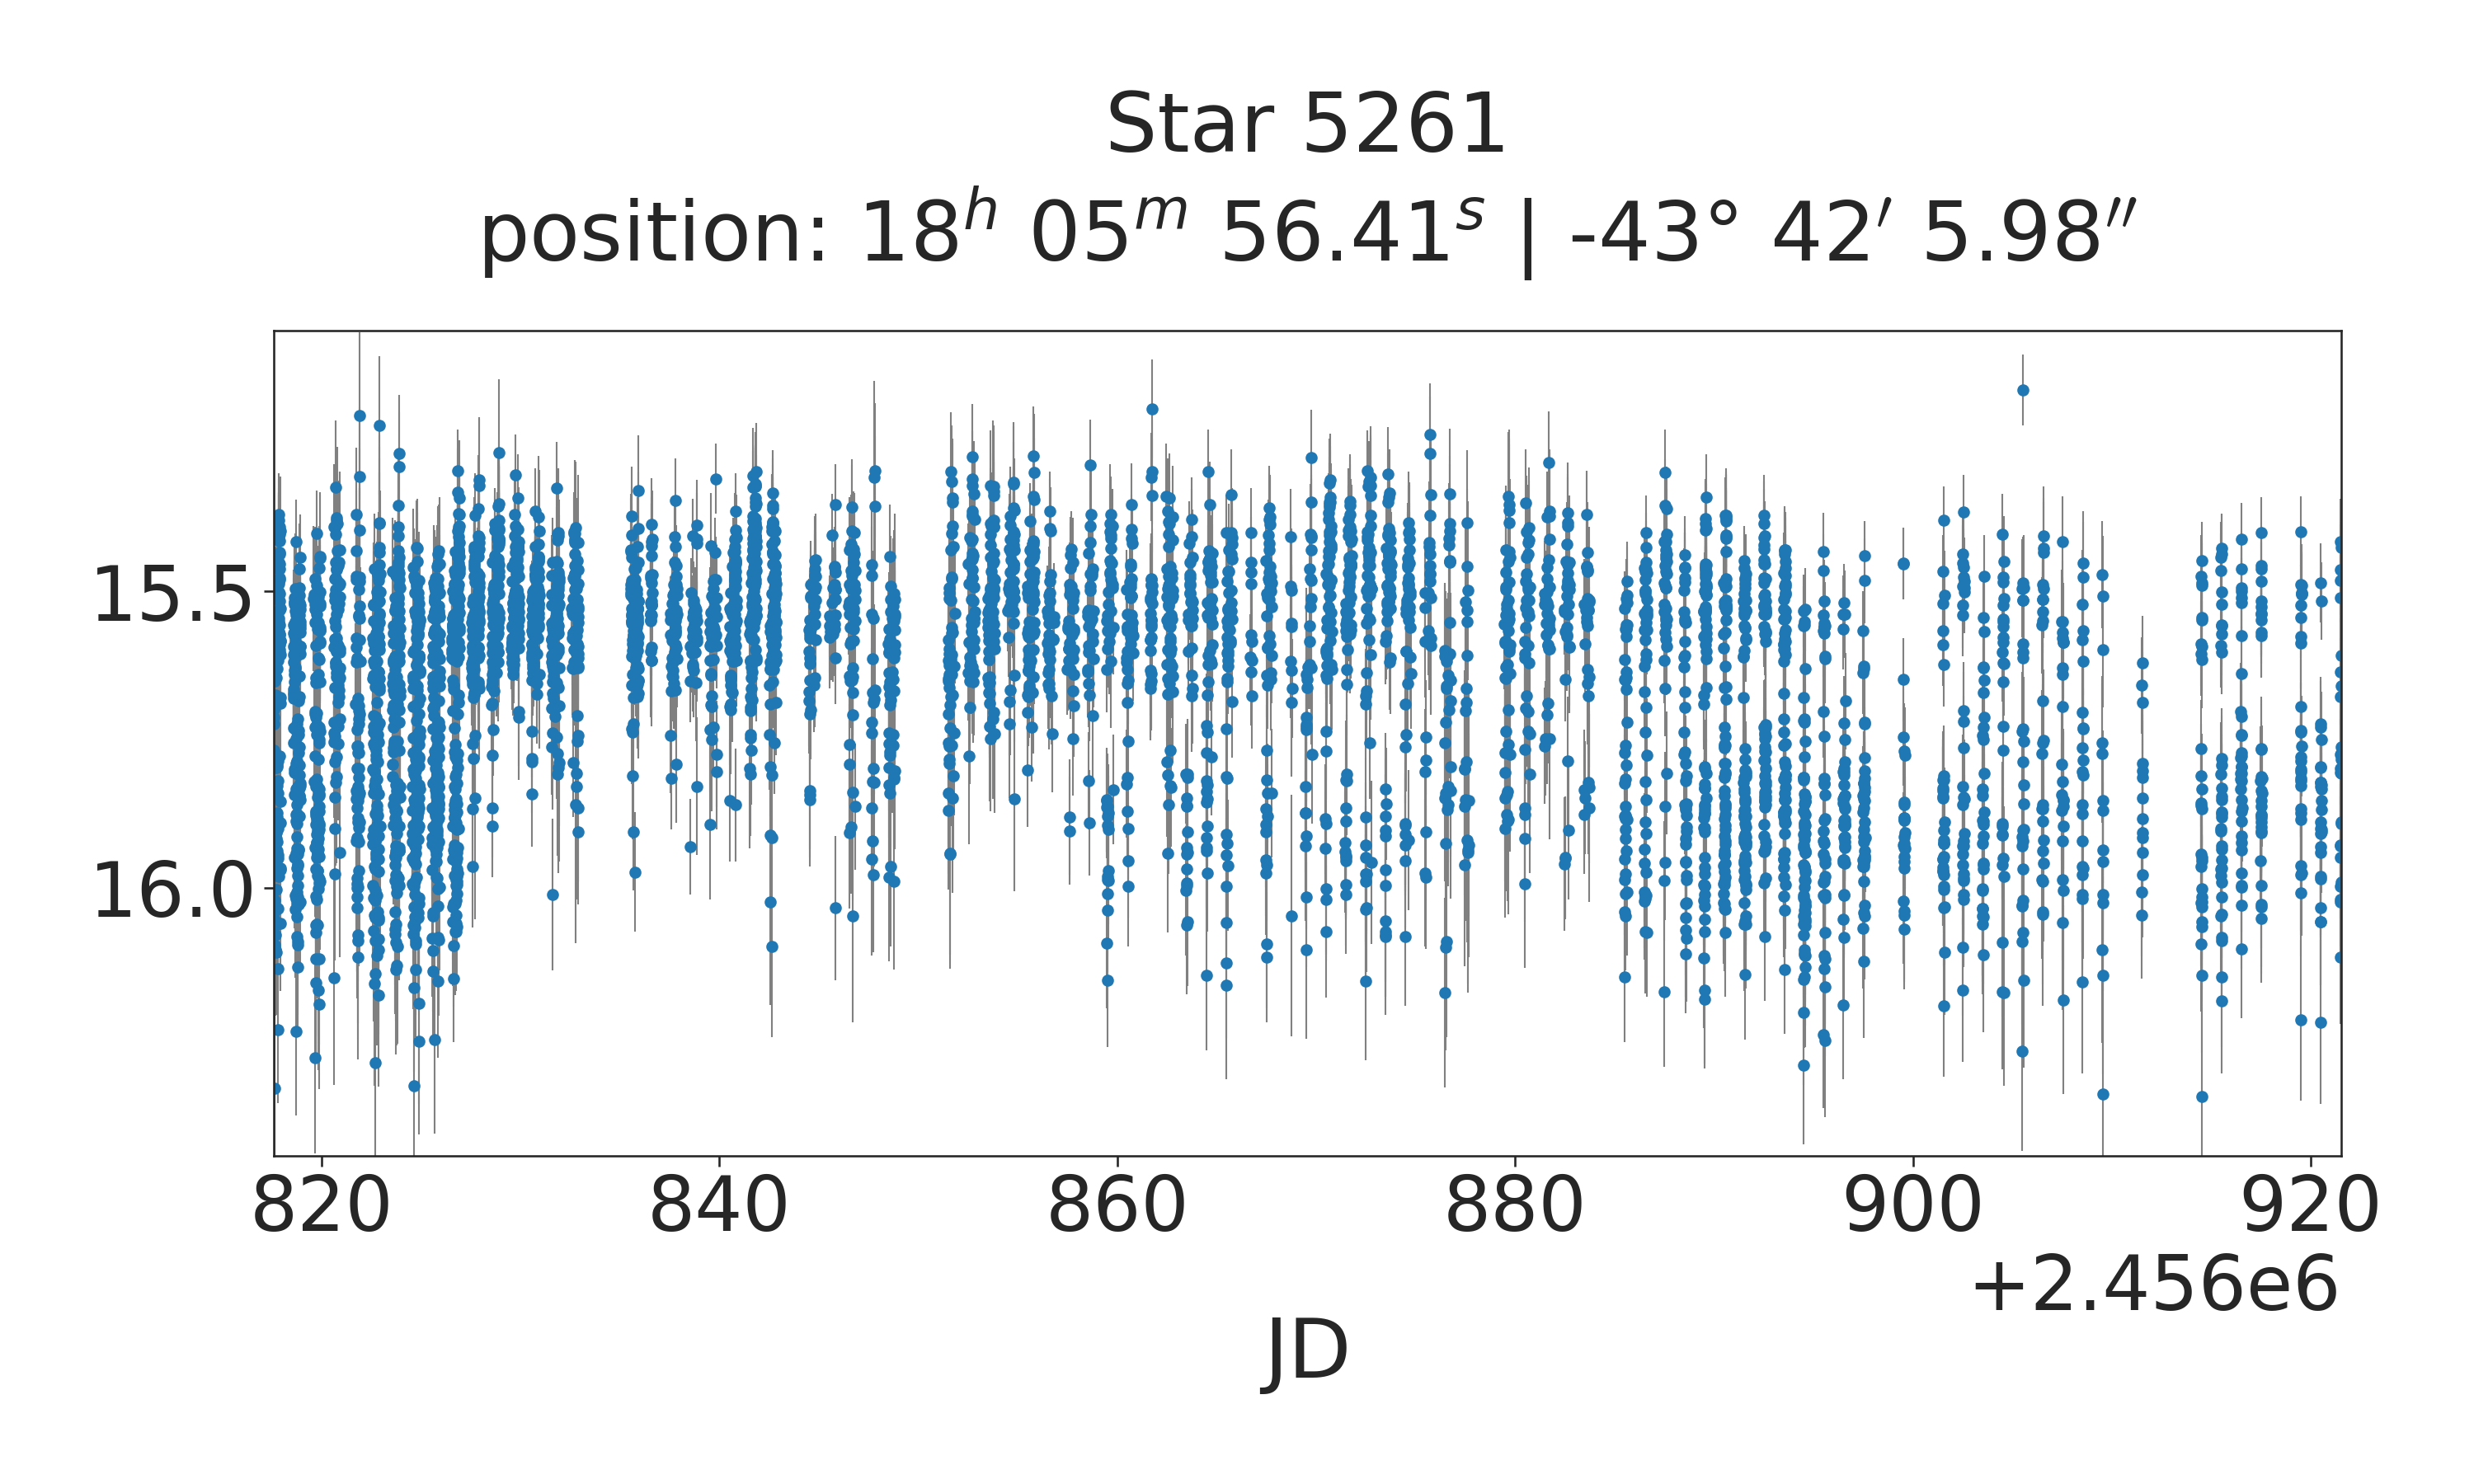 Star 5261
position: 18ʰ 05ᵐ 56.41ˢ | -43° 42′ 5.98″
15.5
16.0
820 840 860 880 900 920
+2.456e6
JD